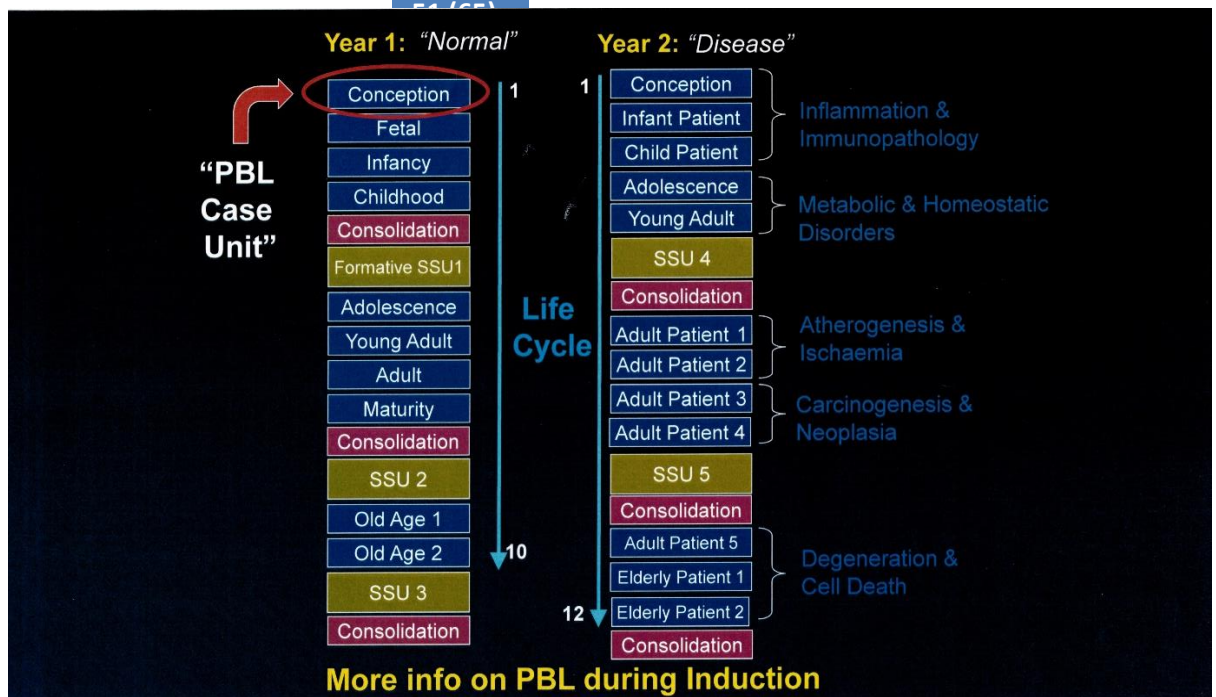 Year 1: "Normal"
1
Conception
Fetal
Infancy
Childhood
Consolidation
Formative SSU1
Adolescence
Young Adult
Adult
Maturity
Consolidation
SSU 2
Old Age 1
Old Age 2
10
SSU 3
Consolidation
"PBL
Case
Unit"
Life
Cycle
Year 2: "Disease"
1
Conception
Infant Patient
Child Patient
Adolescence
Young Adult
SSU 4
Consolidation
Adult Patient 1
Adult Patient 2
Adult Patient 3
Adult Patient 4
SSU 5
Consolidation
Adult Patient 5
Elderly Patient 1
12
Elderly Patient 2
Consolidation
Inflammation &
Immunopathology
Metabolic & Homeostatic
Disorders
Atherogenesis &
Ischaemia
Carcinogenesis &
Neoplasia
Degeneration &
Cell Death
More info on PBL during Induction